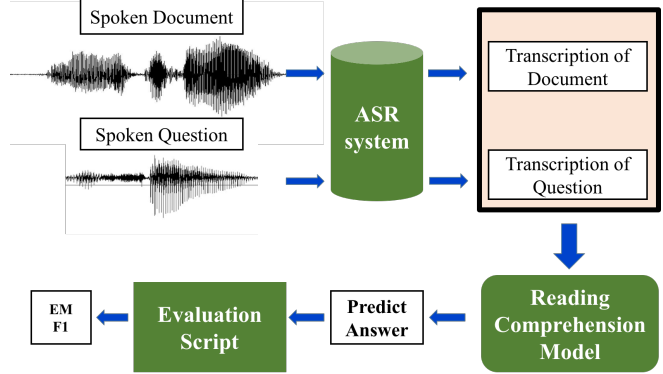 Spoken Document
Spoken Question
ASR
system
Transcription of
Document
Transcription of
Question
Reading
Comprehension
Model
Predict
Answer
Evaluation
Script
EM
F1